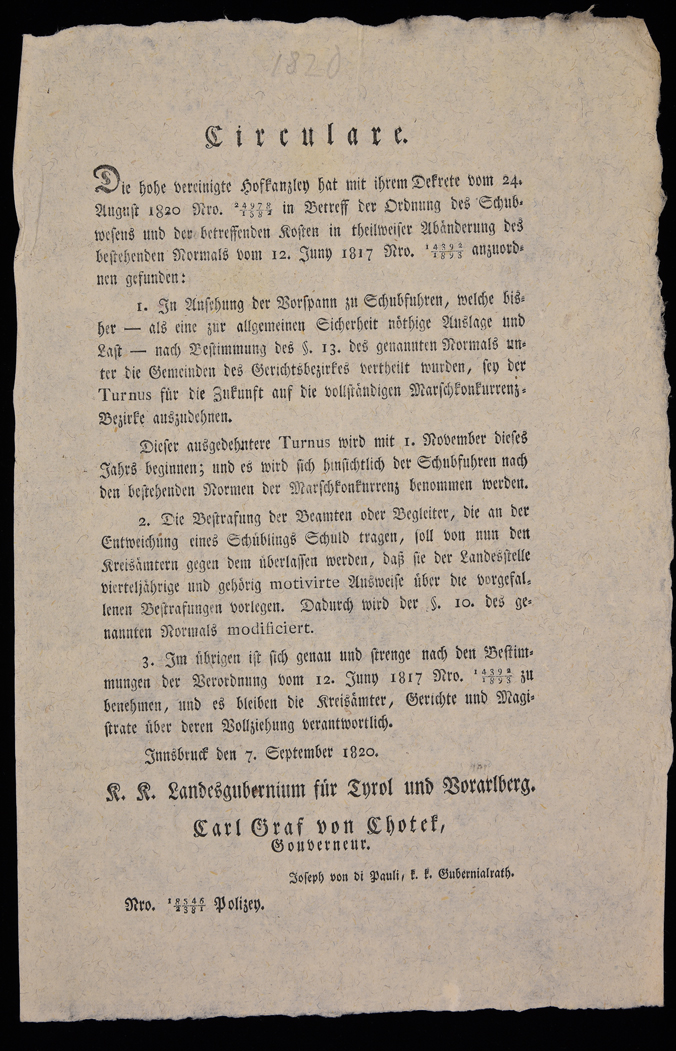 1820
Circulare.
Die hohe vereinigte Hofkanzley hat mit ihrem Dekrete vom 24.
August 1820 Nro. 24978/1582 in Betreff der Ordnung des Schub-
wesens und der betreffenden Kosten in theilweiser Abänderung des
bestehenden Normals vom 12. Juny 1817 Nro. 14392/1893 anzuord-
nen gefunden:
1. In Ansehung der Vorspann zu Schubfuhren, welche bis-
her — als eine zur allgemeinen Sicherheit nöthige Auslage und
Last — nach Bestimmung des §. 13. des genannten Normals un-
ter die Gemeinden des Gerichtsbezirkes vertheilt wurden, sey der
Turnus für die Zukunft auf die vollständigen Marschkonkurrenz-
Bezirke auszudehnen.
Dieser ausgedehntere Turnus wird mit 1. November dieses
Jahrs beginnen; und es wird sich hinsichtlich der Schubfuhren nach
den bestehenden Normen der Marschkonkurrenz benommen werden.
2. Die Bestrafung der Beamten oder Begleiter, die an der
Entweichung eines Schüblings Schuld tragen, soll von nun den
Kreisämtern gegen dem überlassen werden, daß sie der Landesstelle
vierteljährige und gehörig motivirte Ausweise über die vorgefal-
lenen Bestrafungen vorlegen. Dadurch wird der §. 10. des ge-
nannten Normals modificiert.
3. Im übrigen ist sich genau und strenge nach den Bestim-
mungen der Verordnung vom 12. Juny 1817 Nro. 14392/1893 zu
benehmen, und es bleiben die Kreisämter, Gerichte und Magi-
strate über deren Vollziehung verantwortlich.
Innsbruck den 7. September 1820.
K. K. Landesgubernium für Tyrol und Vorarlberg.
Carl Graf von Chotek,
Gouverneur.
Joseph von di Pauli, k. k. Gubernialrath.
Nro. 18546/2381 Polizey.